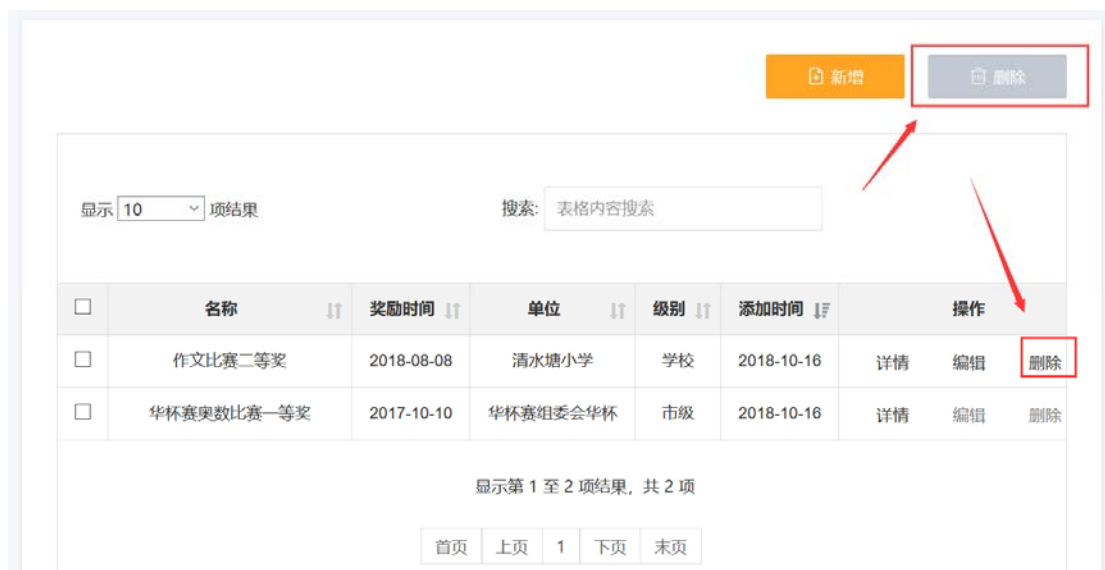 新增 删除
显示 10 项结果 搜索: 表格内容搜索
名称 奖励时间 单位 级别 添加时间 操作
作文比赛二等奖 2018-08-08 清水塘小学 学校 2018-10-16 详情 编辑 删除
华杯赛奥数比赛一等奖 2017-10-10 华杯赛组委会华杯 市级 2018-10-16 详情 编辑 删除
显示第 1 至 2 项结果，共 2 项
首页 上页 1 下页 末页